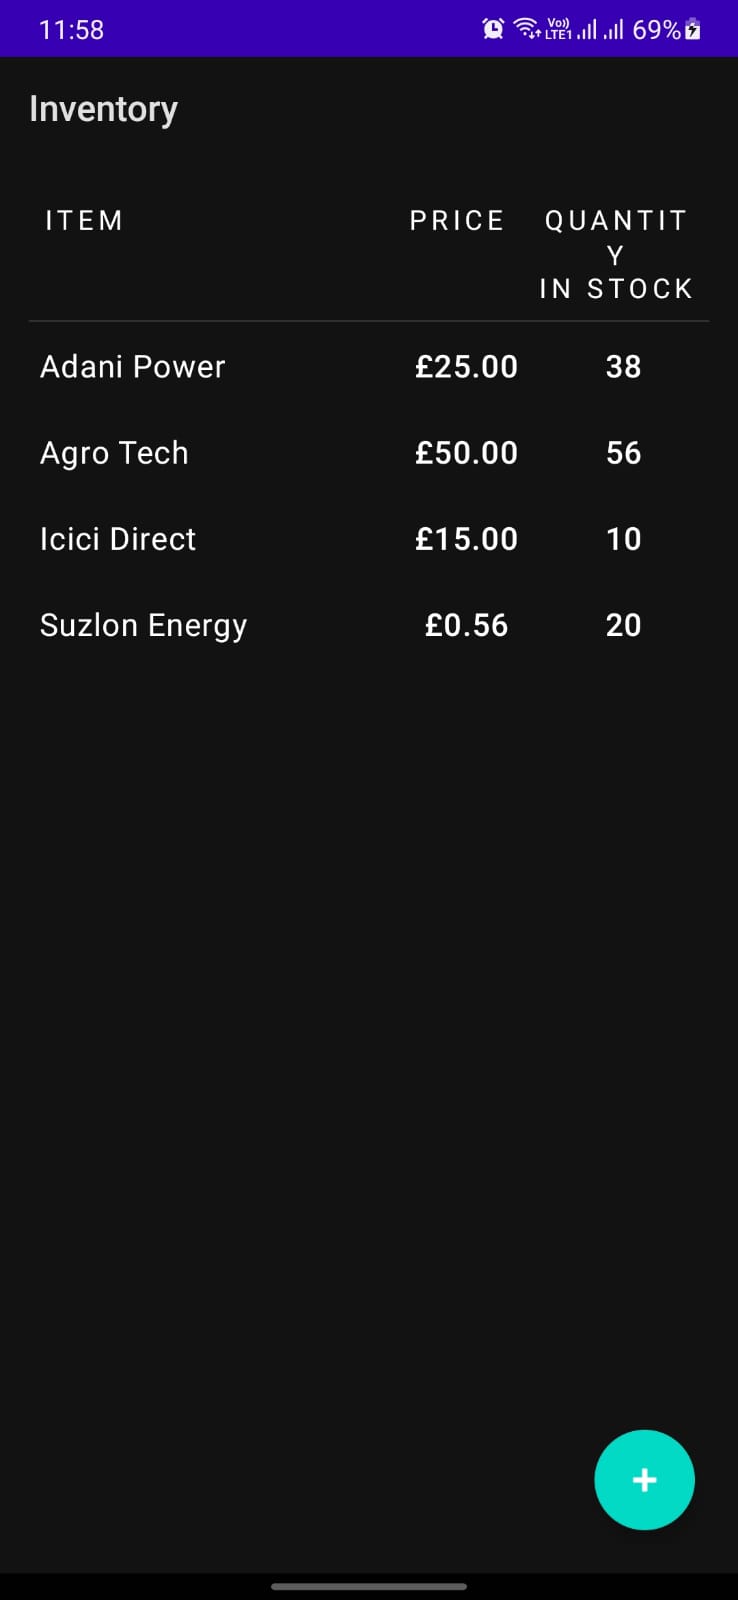 11:58 Vo)) LTE1 69%
Inventory
ITEM PRICE QUANTIT
Y
IN STOCK
Adani Power £25.00 38
Agro Tech £50.00 56
Icici Direct £15.00 10
Suzlon Energy £0.56 20
+